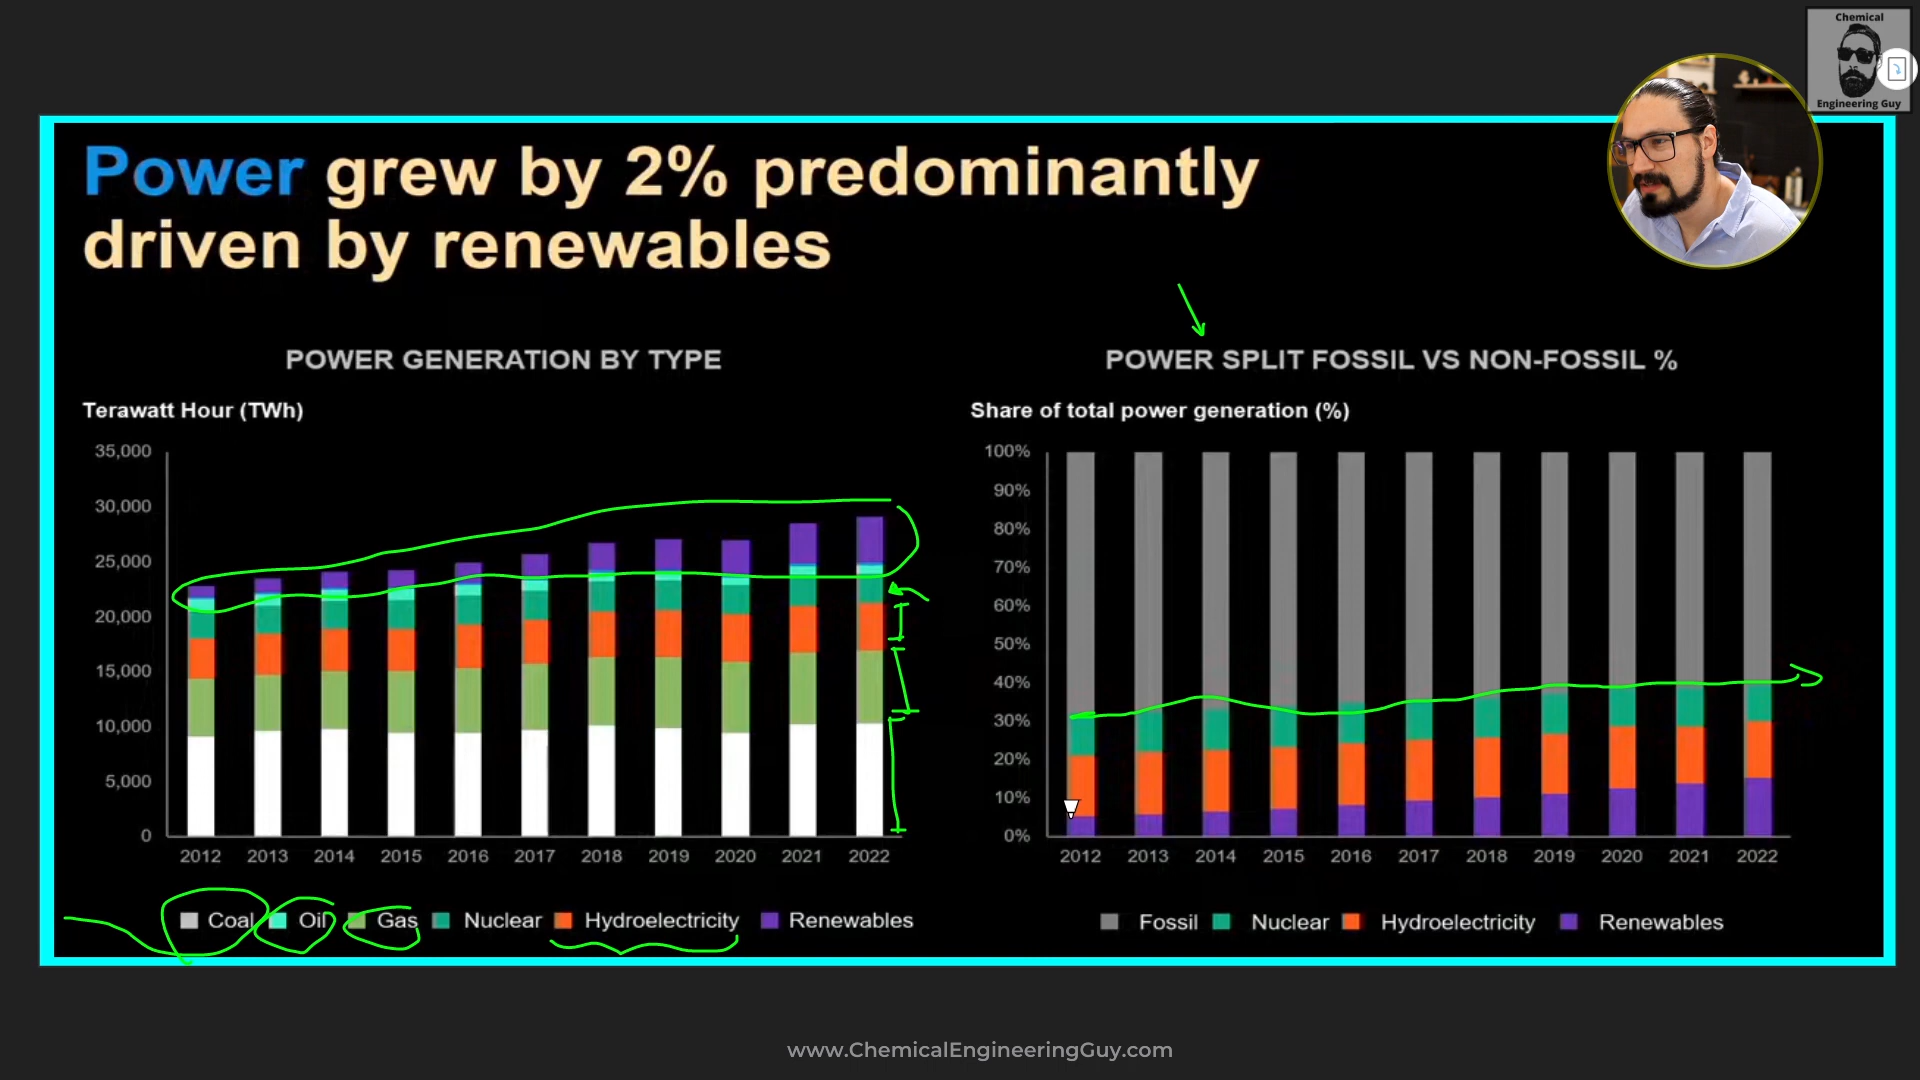 Chemical
Engineering Guy
Power grew by 2% predominantly
driven by renewables
POWER GENERATION BY TYPE
Terawatt Hour (TWh)
35,000
30,000
25,000
20,000
15,000
10,000
5,000
0
2012 2013 2014 2015 2016 2017 2018 2019 2020 2021 2022
Coal Oil Gas Nuclear Hydroelectricity Renewables
POWER SPLIT FOSSIL VS NON-FOSSIL %
Share of total power generation (%)
100%
90%
80%
70%
60%
50%
40%
30%
20%
10%
0%
2012 2013 2014 2015 2016 2017 2018 2019 2020 2021 2022
Fossil Nuclear Hydroelectricity Renewables
www.ChemicalEngineeringGuy.com